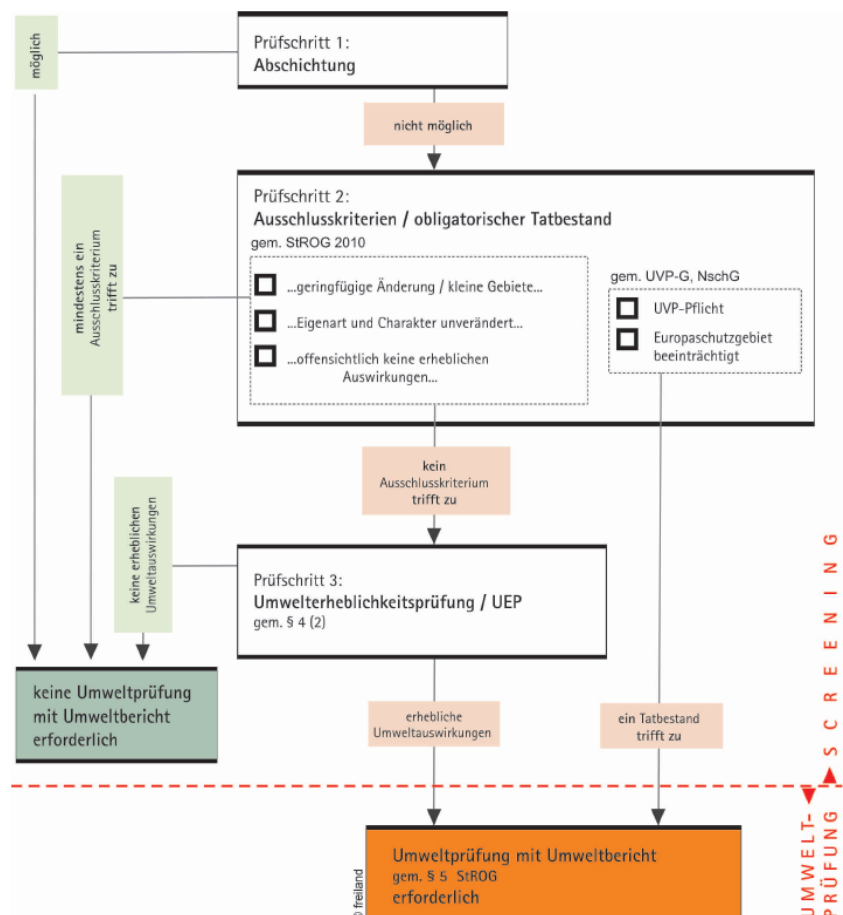 möglich
Prüfschritt 1:
Abschichtung
nicht möglich
Prüfschritt 2:
Ausschlusskriterien / obligatorischer Tatbestand
gem. StROG 2010
...geringfügige Änderung / kleine Gebiete...
...Eigenart und Charakter unverändert...
...offensichtlich keine erheblichen
Auswirkungen...
gem. UVP-G, NschG
UVP-Pflicht
Europaschutzgebiet
beeinträchtigt
mindestens ein
Ausschlusskriterium
trifft zu
kein
Ausschlusskriterium
trifft zu
keine erheblichen
Umweltauswirkungen
Prüfschritt 3:
Umwelterheblichkeitsprüfung / UEP
gem. § 4 (2)
keine Umweltprüfung
mit Umweltbericht
erforderlich
erhebliche
Umweltauswirkungen
ein Tatbestand
trifft zu
SCREENING
UMWELT-
PRÜFUNG
Umweltprüfung mit Umweltbericht
gem. § 5 StROG
erforderlich
© freiland